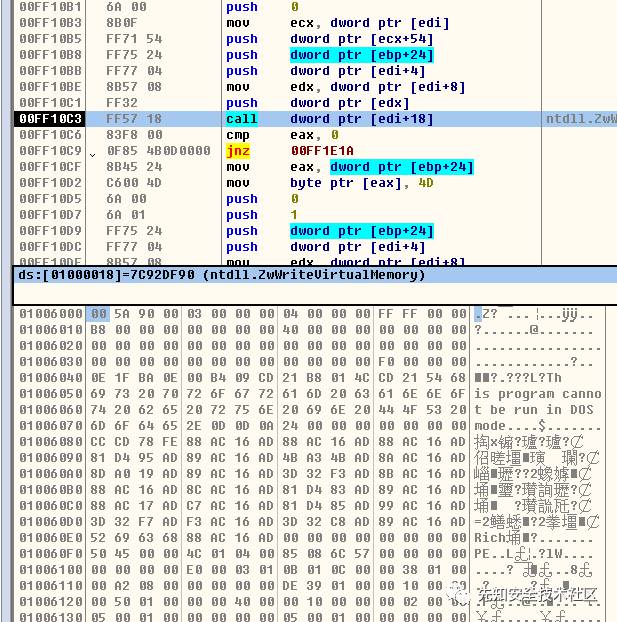 00FF10B1 6A 00 push 0
00FF10B3 8B0F mov ecx, dword ptr [edi]
00FF10B5 FF71 54 push dword ptr [ecx+54]
00FF10B8 FF75 24 push dword ptr [ebp+24]
00FF10BB FF77 04 push dword ptr [edi+4]
00FF10BE 8B57 08 mov edx, dword ptr [edi+8]
00FF10C1 FF32 push dword ptr [edx]
00FF10C3 FF57 18 call dword ptr [edi+18] ntdll.ZwW
00FF10C6 83F8 00 cmp eax, 0
00FF10C9 0F85 4B0D0000 jnz 00FF1E1A
00FF10CF 8B45 24 mov eax, dword ptr [ebp+24]
00FF10D2 C600 4D mov byte ptr [eax], 4D
00FF10D5 6A 00 push 0
00FF10D7 6A 01 push 1
00FF10D9 FF75 24 push dword ptr [ebp+24]
00FF10DC FF77 04 push dword ptr [edi+4]
00FF10DF 8B57 08 mov edx, dword ptr [edi+8]
ds:[01000018]=7C92DF90 (ntdll.ZwWriteVirtualMemory)
01006000 00 5A 90 00 03 00 00 00 04 00 00 00 FF FF 00 00 .Z?
01006010 B8 00 00 00 00 00 00 00 40 00 00 00 00 00 00 00 ?.......@.......
01006020 00 00 00 00 00 00 00 00 00 00 00 00 00 00 00 00 ................
01006030 00 00 00 00 00 00 00 00 00 00 00 00 F0 00 00 00 ............?..
01006040 0E 1F BA 0E 00 B4 09 CD 21 B8 01 4C CD 21 54 68 L?Th
01006050 69 73 20 70 72 6F 67 72 61 6D 20 63 61 6E 6E 6F is program canno
01006060 74 20 62 65 20 72 75 6E 20 69 6E 20 44 4F 53 20 t be run in DOS
01006070 6D 6F 64 65 2E 0D 0D 0A 24 00 00 00 00 00 00 00 mode....$.......
01006080 CC CD 78 FE 88 AC 16 AD 88 AC 16 AD 88 AC 16 AD
01006090 81 D4 95 AD 89 AC 16 AD 4B A3 4B AD 8A AC 16 AD
010060A0 8D A0 19 AD 89 AC 16 AD 3D 32 F3 AD 8B AC 16 AD
010060B0 88 AC 16 AD 8C AC 16 AD 81 D4 83 AD 89 AC 16 AD
010060C0 88 AC 17 AD C7 AC 16 AD 81 D4 85 AD 99 AC 16 AD
010060D0 3D 32 F7 AD F3 AC 16 AD 3D 32 C8 AD 89 AC 16 AD
010060E0 52 69 63 68 88 AC 16 AD 00 00 00 00 00 00 00 00 Rich
010060F0 50 45 00 00 4C 01 04 00 85 08 6C 57 00 00 00 00 PE..L
01006100 00 00 00 00 E0 00 03 01 0B 01 0C 00 00 38 01 00
01006110 00 A2 08 00 00 00 00 00 DE 39 01 00 00 10 00 00
01006120 00 50 01 00 00 00 40 00 00 10 00 00 00 02 00 00
01006130 05 00 01 00 00 00 00 00 05 00 01 00 00 00 00 00
先知安全技术社区